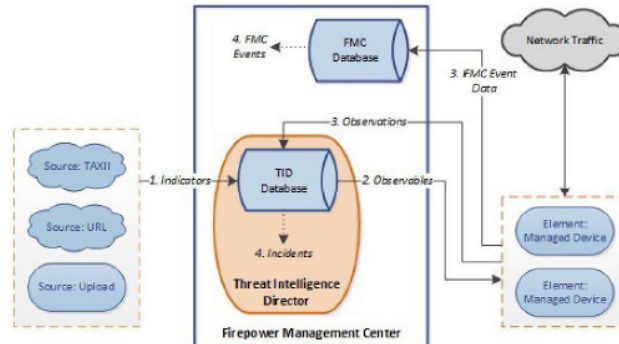 4. FMC
Events
FMC
Database
Network Traffic
3. FMC Event
Data
3. Observations
Source: TAXII
1. Indicators
TID
Database
2. Observables
Source: URL
Element:
Managed Device
4. Incidents
Source: Upload
Threat Intelligence
Director
Element:
Managed Device
Firepower Management Center